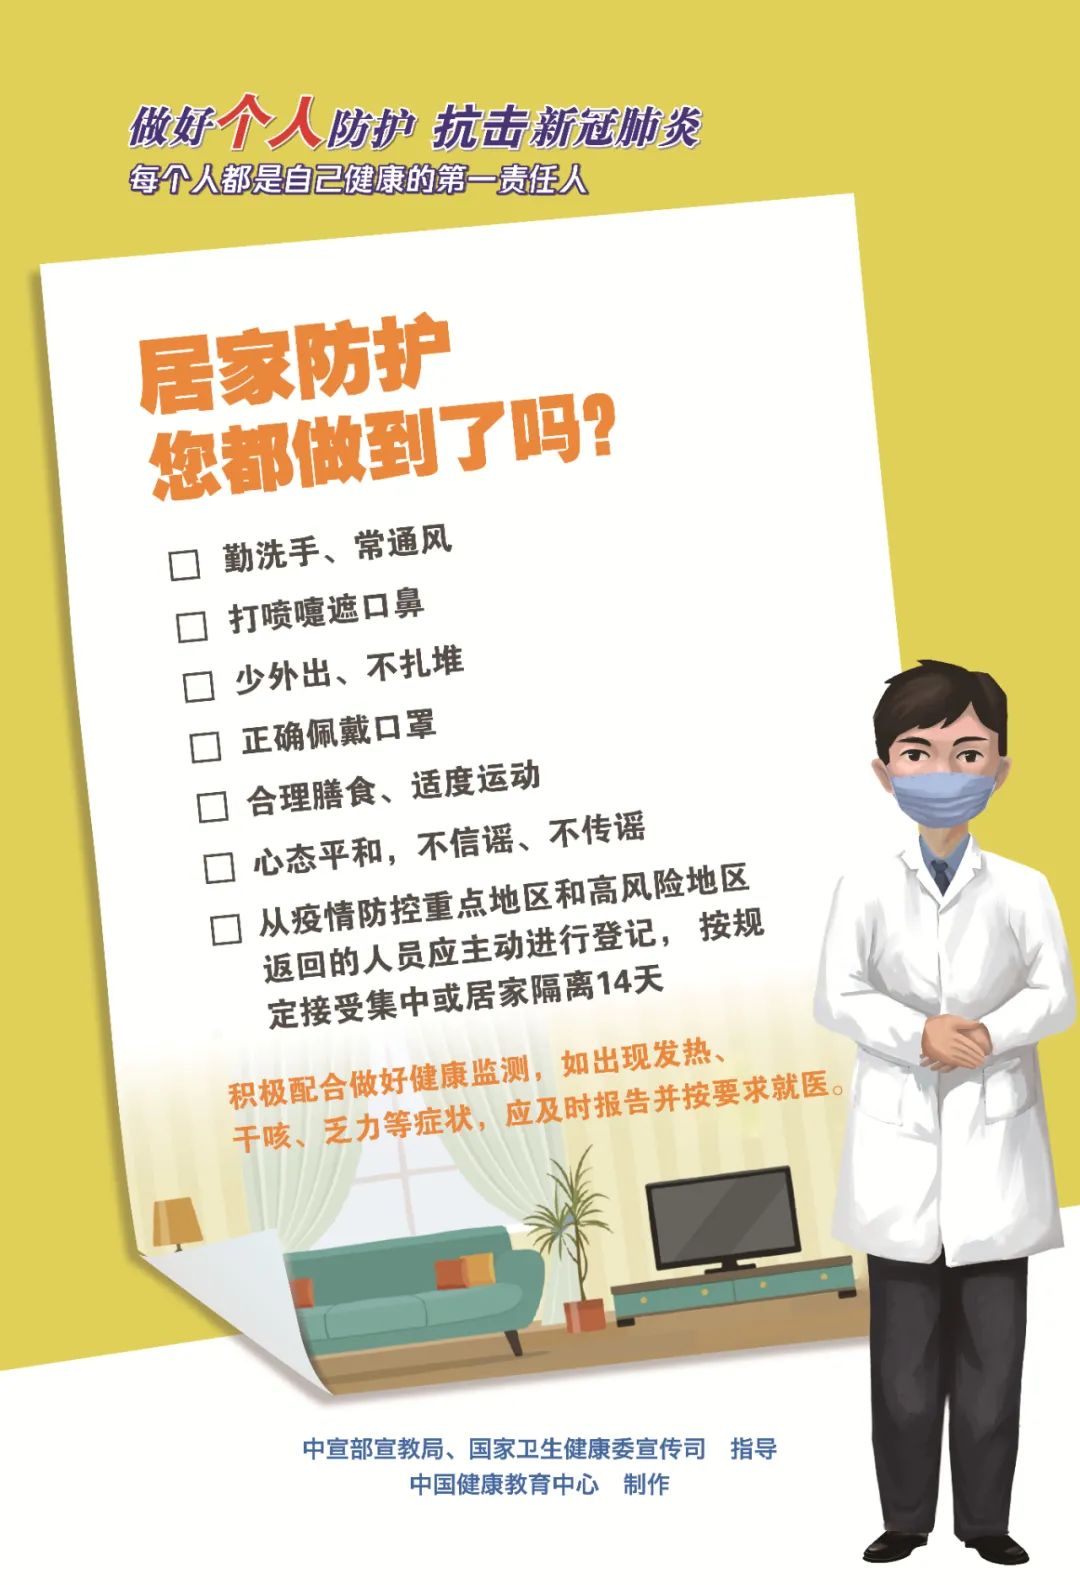 做好个人防护 抗击新冠肺炎
每个人都是自己健康的第一责任人
居家防护
您都做到了吗?
勤洗手、常通风
打喷嚏遮口鼻
少外出、不扎堆
正确佩戴口罩
合理膳食、适度运动
心态平和，不信谣、不传谣
从疫情防控重点地区和高风险地区
返回的人员应主动进行登记， 按规
定接受集中或居家隔离14天
积极配合做好健康监测，如出现发热、
干咳、乏力等症状，应及时报告并按要求就医。
中宣部宣教局、国家卫生健康委宣传司 指导
中国健康教育中心 制作